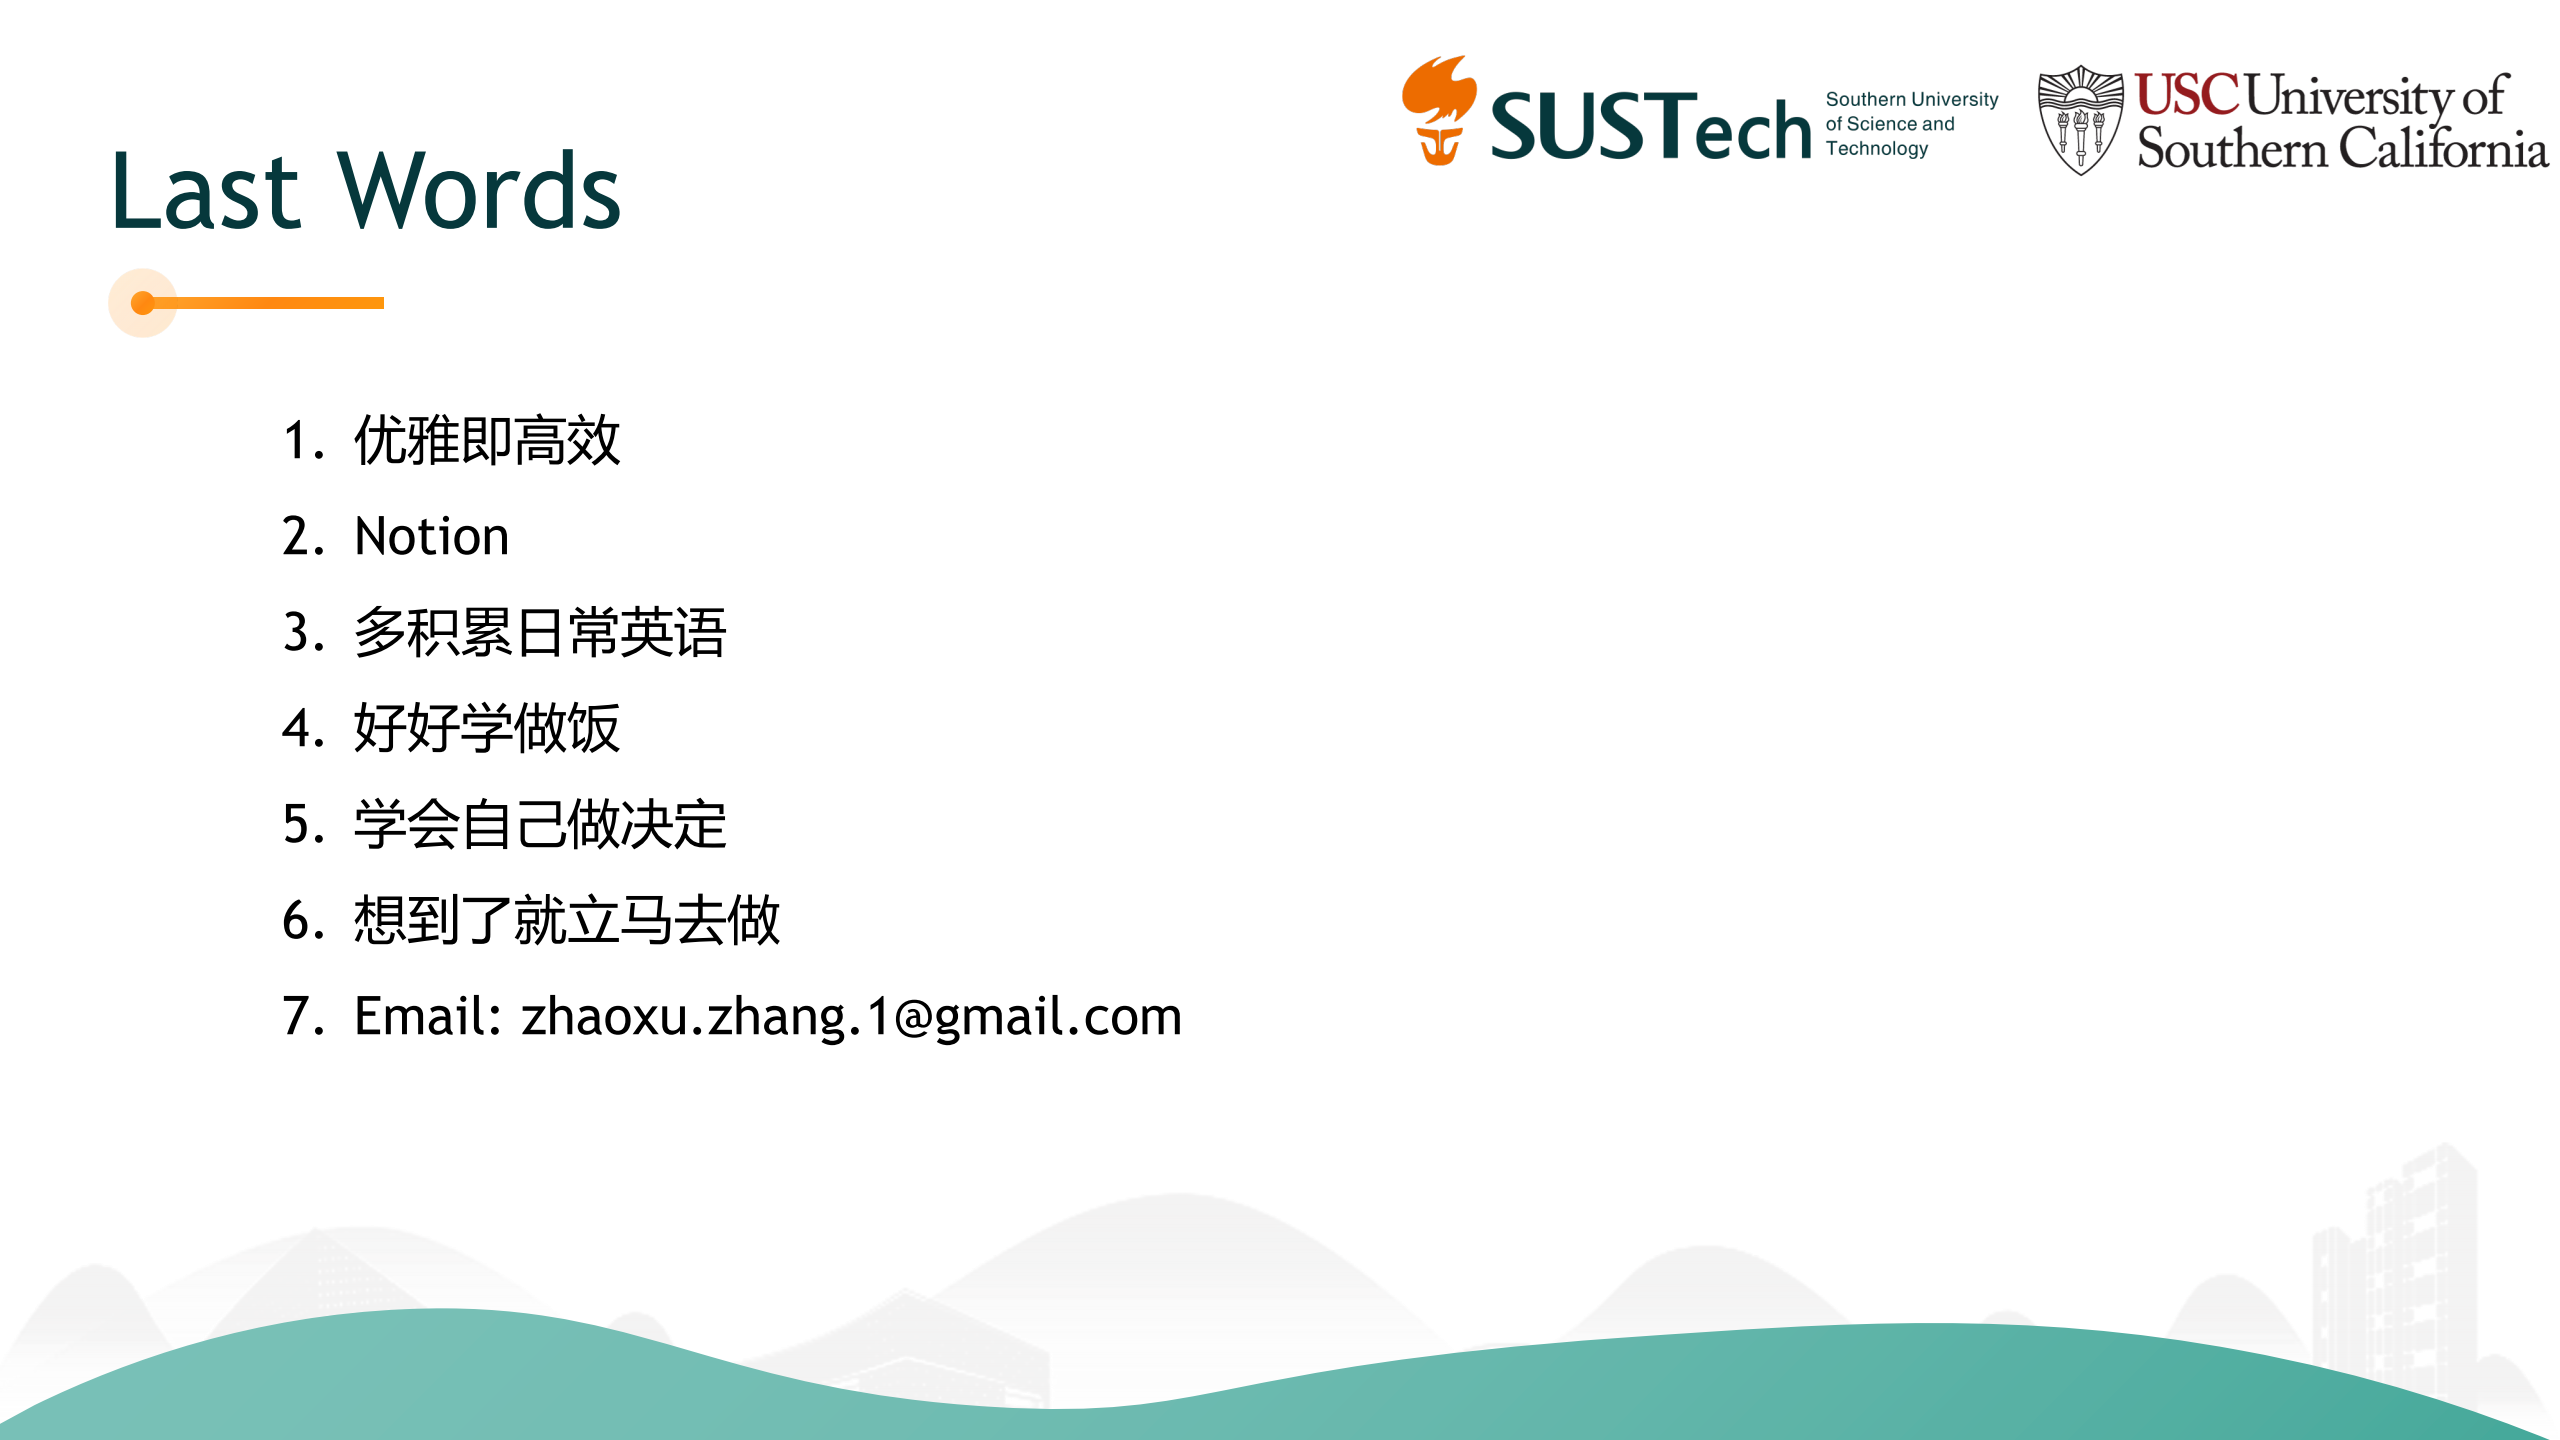 SUSTech
Southern University
of Science and
Technology
USC University of
Southern California
Last Words
1. 优雅即高效
2. Notion
3. 多积累日常英语
4. 好好学做饭
5. 学会自己做决定
6. 想到了就立马去做
7. Email: zhaoxu.zhang.1@gmail.com